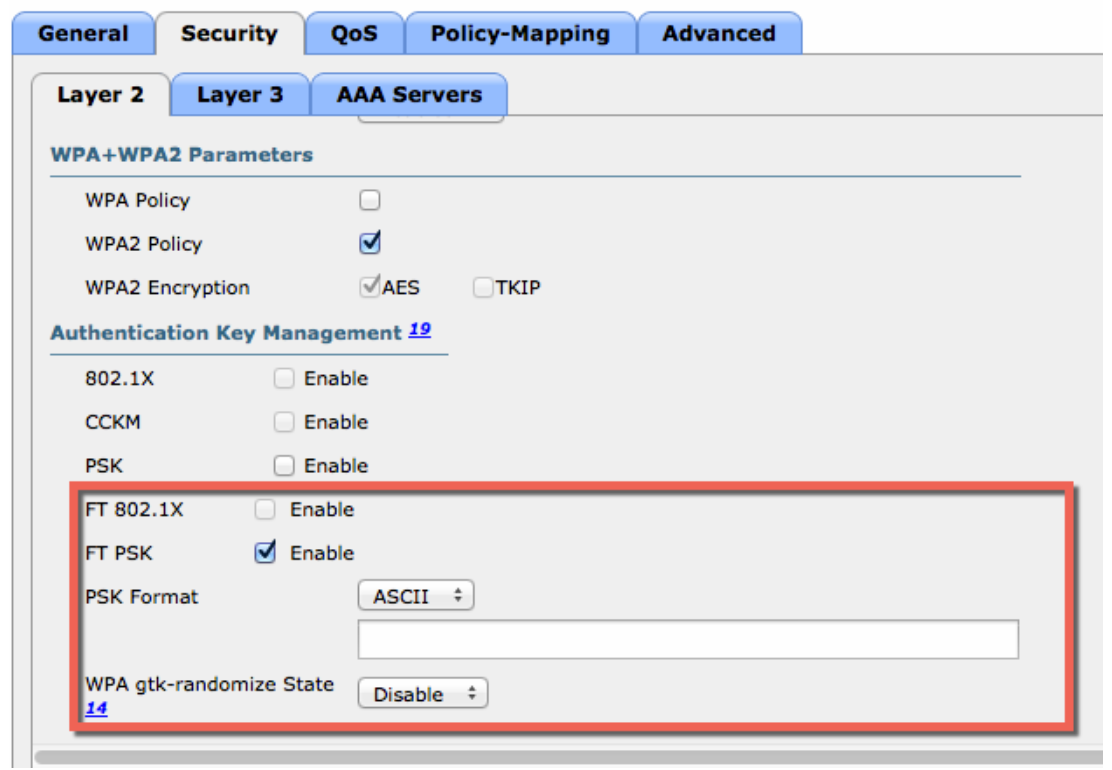 General Security QoS Policy-Mapping Advanced
Layer 2 Layer 3 AAA Servers
WPA+WPA2 Parameters
WPA Policy
WPA2 Policy
WPA2 Encryption AES TKIP
Authentication Key Management 19
802.1X Enable
CCKM Enable
PSK Enable
FT 802.1X Enable
FT PSK Enable
PSK Format ASCII
WPA gtk-randomize State Disable
14